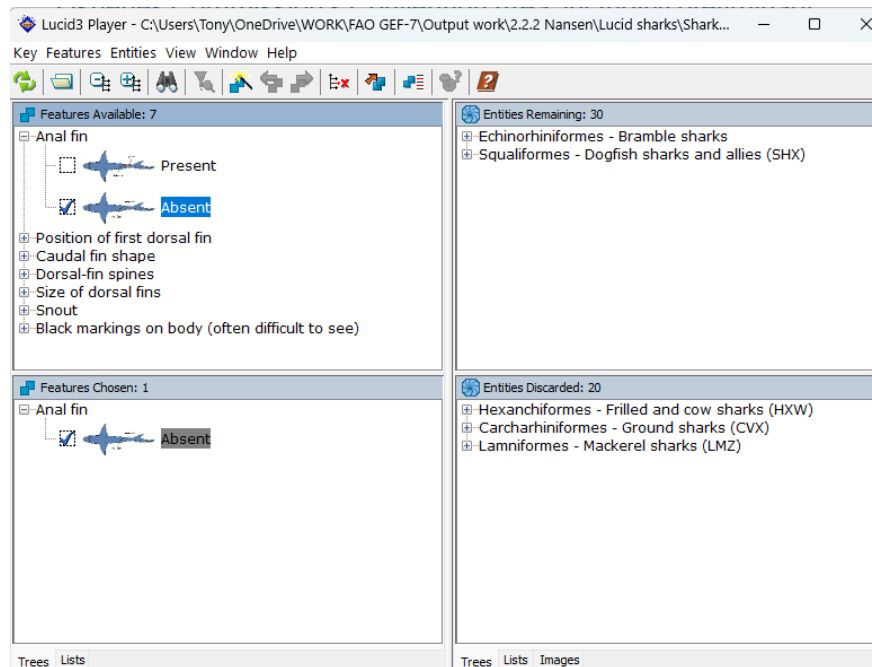 Lucid3 Player - C:\Users\Tony\OneDrive\WORK\FAO GEF-7\Output work\2.2.2 Nansen\Lucid sharks\Shark...
Key Features Entities View Window Help
Features Available: 7
Anal fin
Present
Absent
Position of first dorsal fin
Caudal fin shape
Dorsal-fin spines
Size of dorsal fins
Snout
Black markings on body (often difficult to see)
Entities Remaining: 30
Echinorhiniformes - Bramble sharks
Squaliformes - Dogfish sharks and allies (SHX)
Features Chosen: 1
Anal fin
Absent
Trees Lists
Entities Discarded: 20
Hexanchiformes - Frilled and cow sharks (HXW)
Carcharhiniformes - Ground sharks (CVX)
Lamniformes - Mackerel sharks (LMZ)
Trees Lists Images